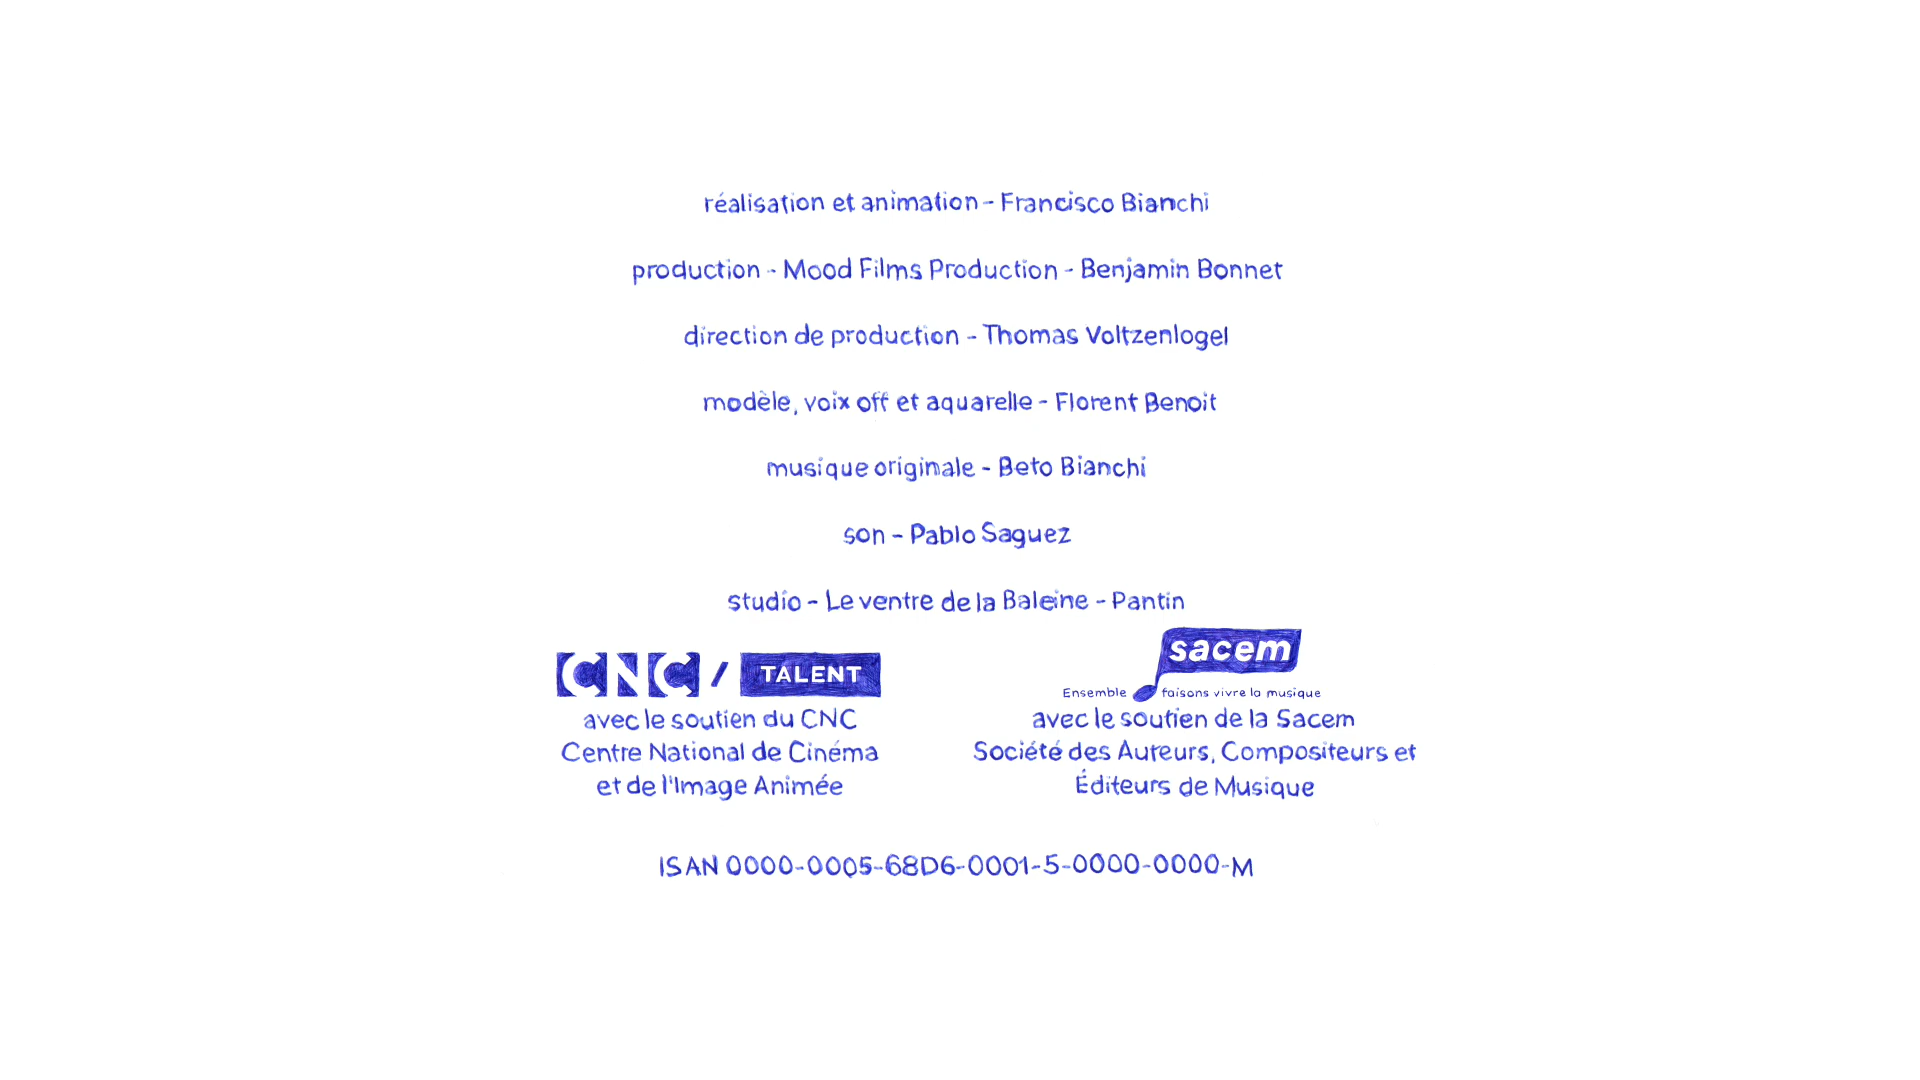 réalisation et animation - Francisco Bianchi
production - Mood Films Production - Benjamin Bonnet
direction de production - Thomas Voltzenlogel
modèle, voix off et aquarelle - Florent Benoit
musique originale - Beto Bianchi
son - Pablo Saguez
studio - Le ventre de la Baleine - Pantin
CNC / TALENT
avec le soutien du CNC
Centre National de Cinéma
et de l'Image Animée
sacem
Ensemble faisons vivre la musique
avec le soutien de la Sacem
Société des Auteurs, Compositeurs et
Éditeurs de Musique
ISAN 0000-0005-68D6-0001-5-0000-0000-M